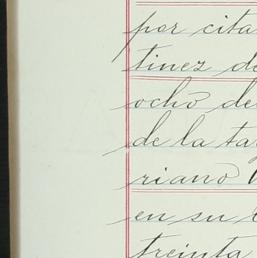 por cita
tinez de
ocho de
de la ta
riano
en su
treinta